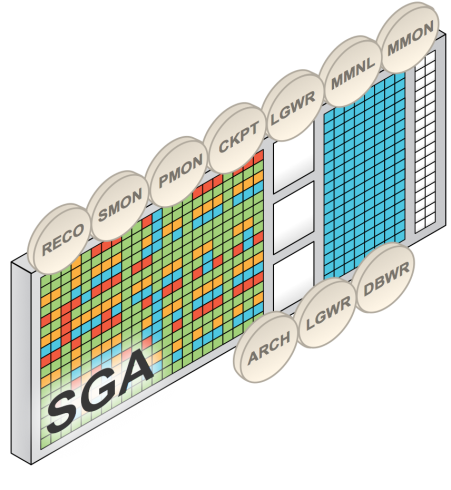 MMON
MMNL
LGWR
CKPT
PMON
SMON
RECO
DBWR
LGWR
ARCH
SGA